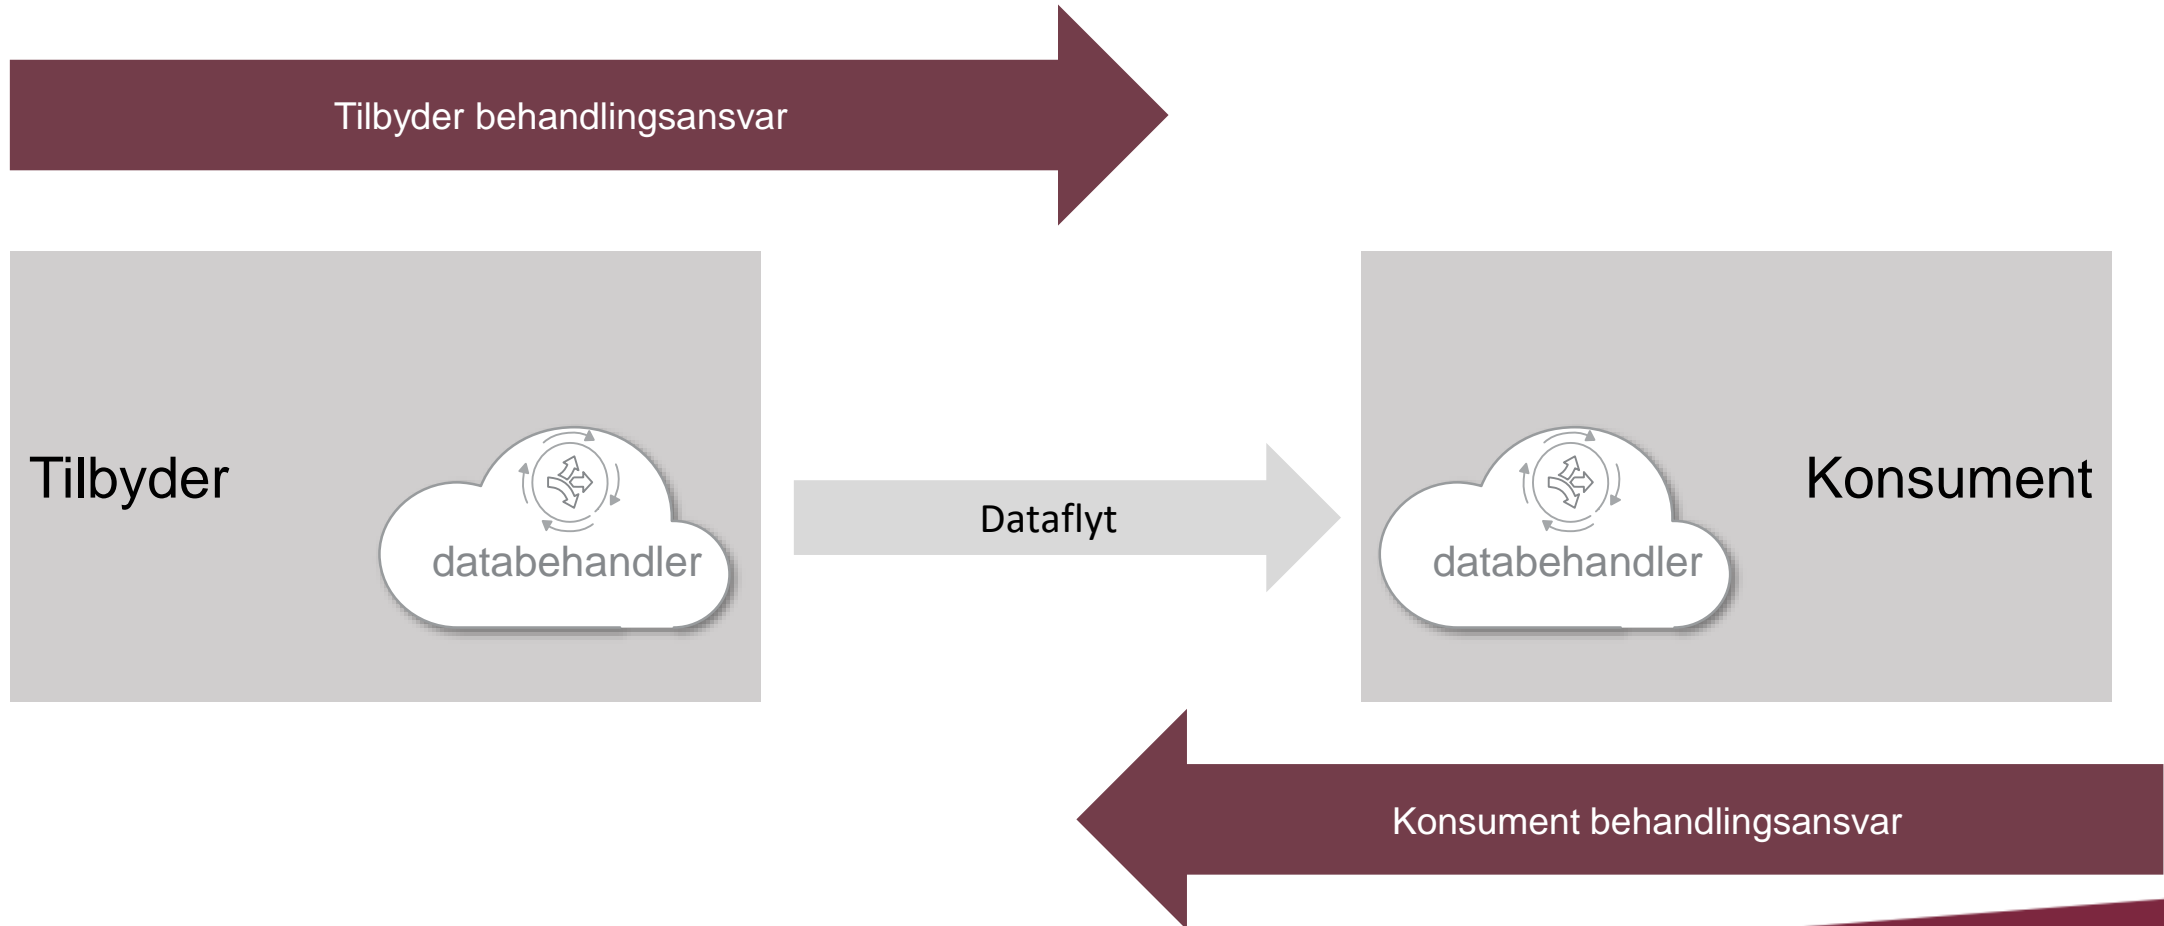 Tilbyder behandlingsansvar
Tilbyder
databehandler
Dataflyt
databehandler
Konsument
Konsument behandlingsansvar